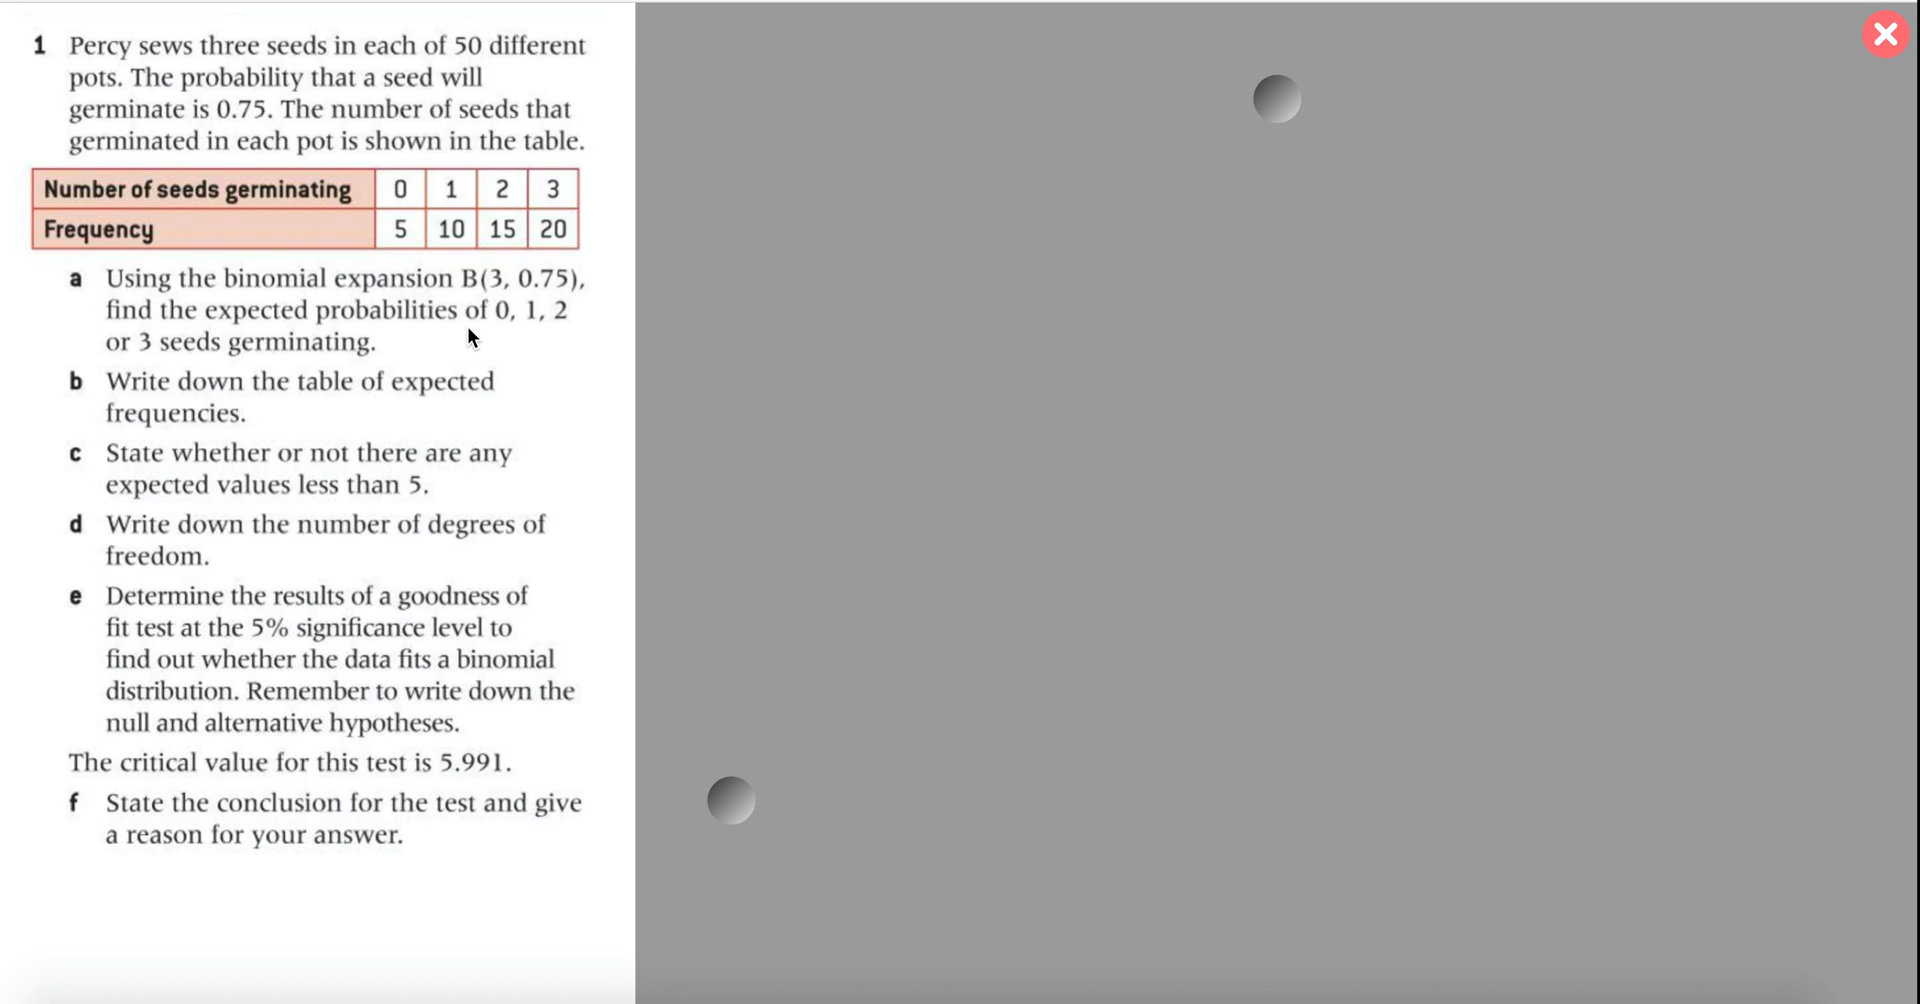 1 Percy sews three seeds in each of 50 different
pots. The probability that a seed will
germinate is 0.75. The number of seeds that
germinated in each pot is shown in the table.
Number of seeds germinating 0 1 2 3
Frequency 5 10 15 20
a Using the binomial expansion B(3, 0.75),
find the expected probabilities of 0, 1, 2
or 3 seeds germinating.
b Write down the table of expected
frequencies.
c State whether or not there are any
expected values less than 5.
d Write down the number of degrees of
freedom.
e Determine the results of a goodness of
fit test at the 5% significance level to
find out whether the data fits a binomial
distribution. Remember to write down the
null and alternative hypotheses.
The critical value for this test is 5.991.
f State the conclusion for the test and give
a reason for your answer.